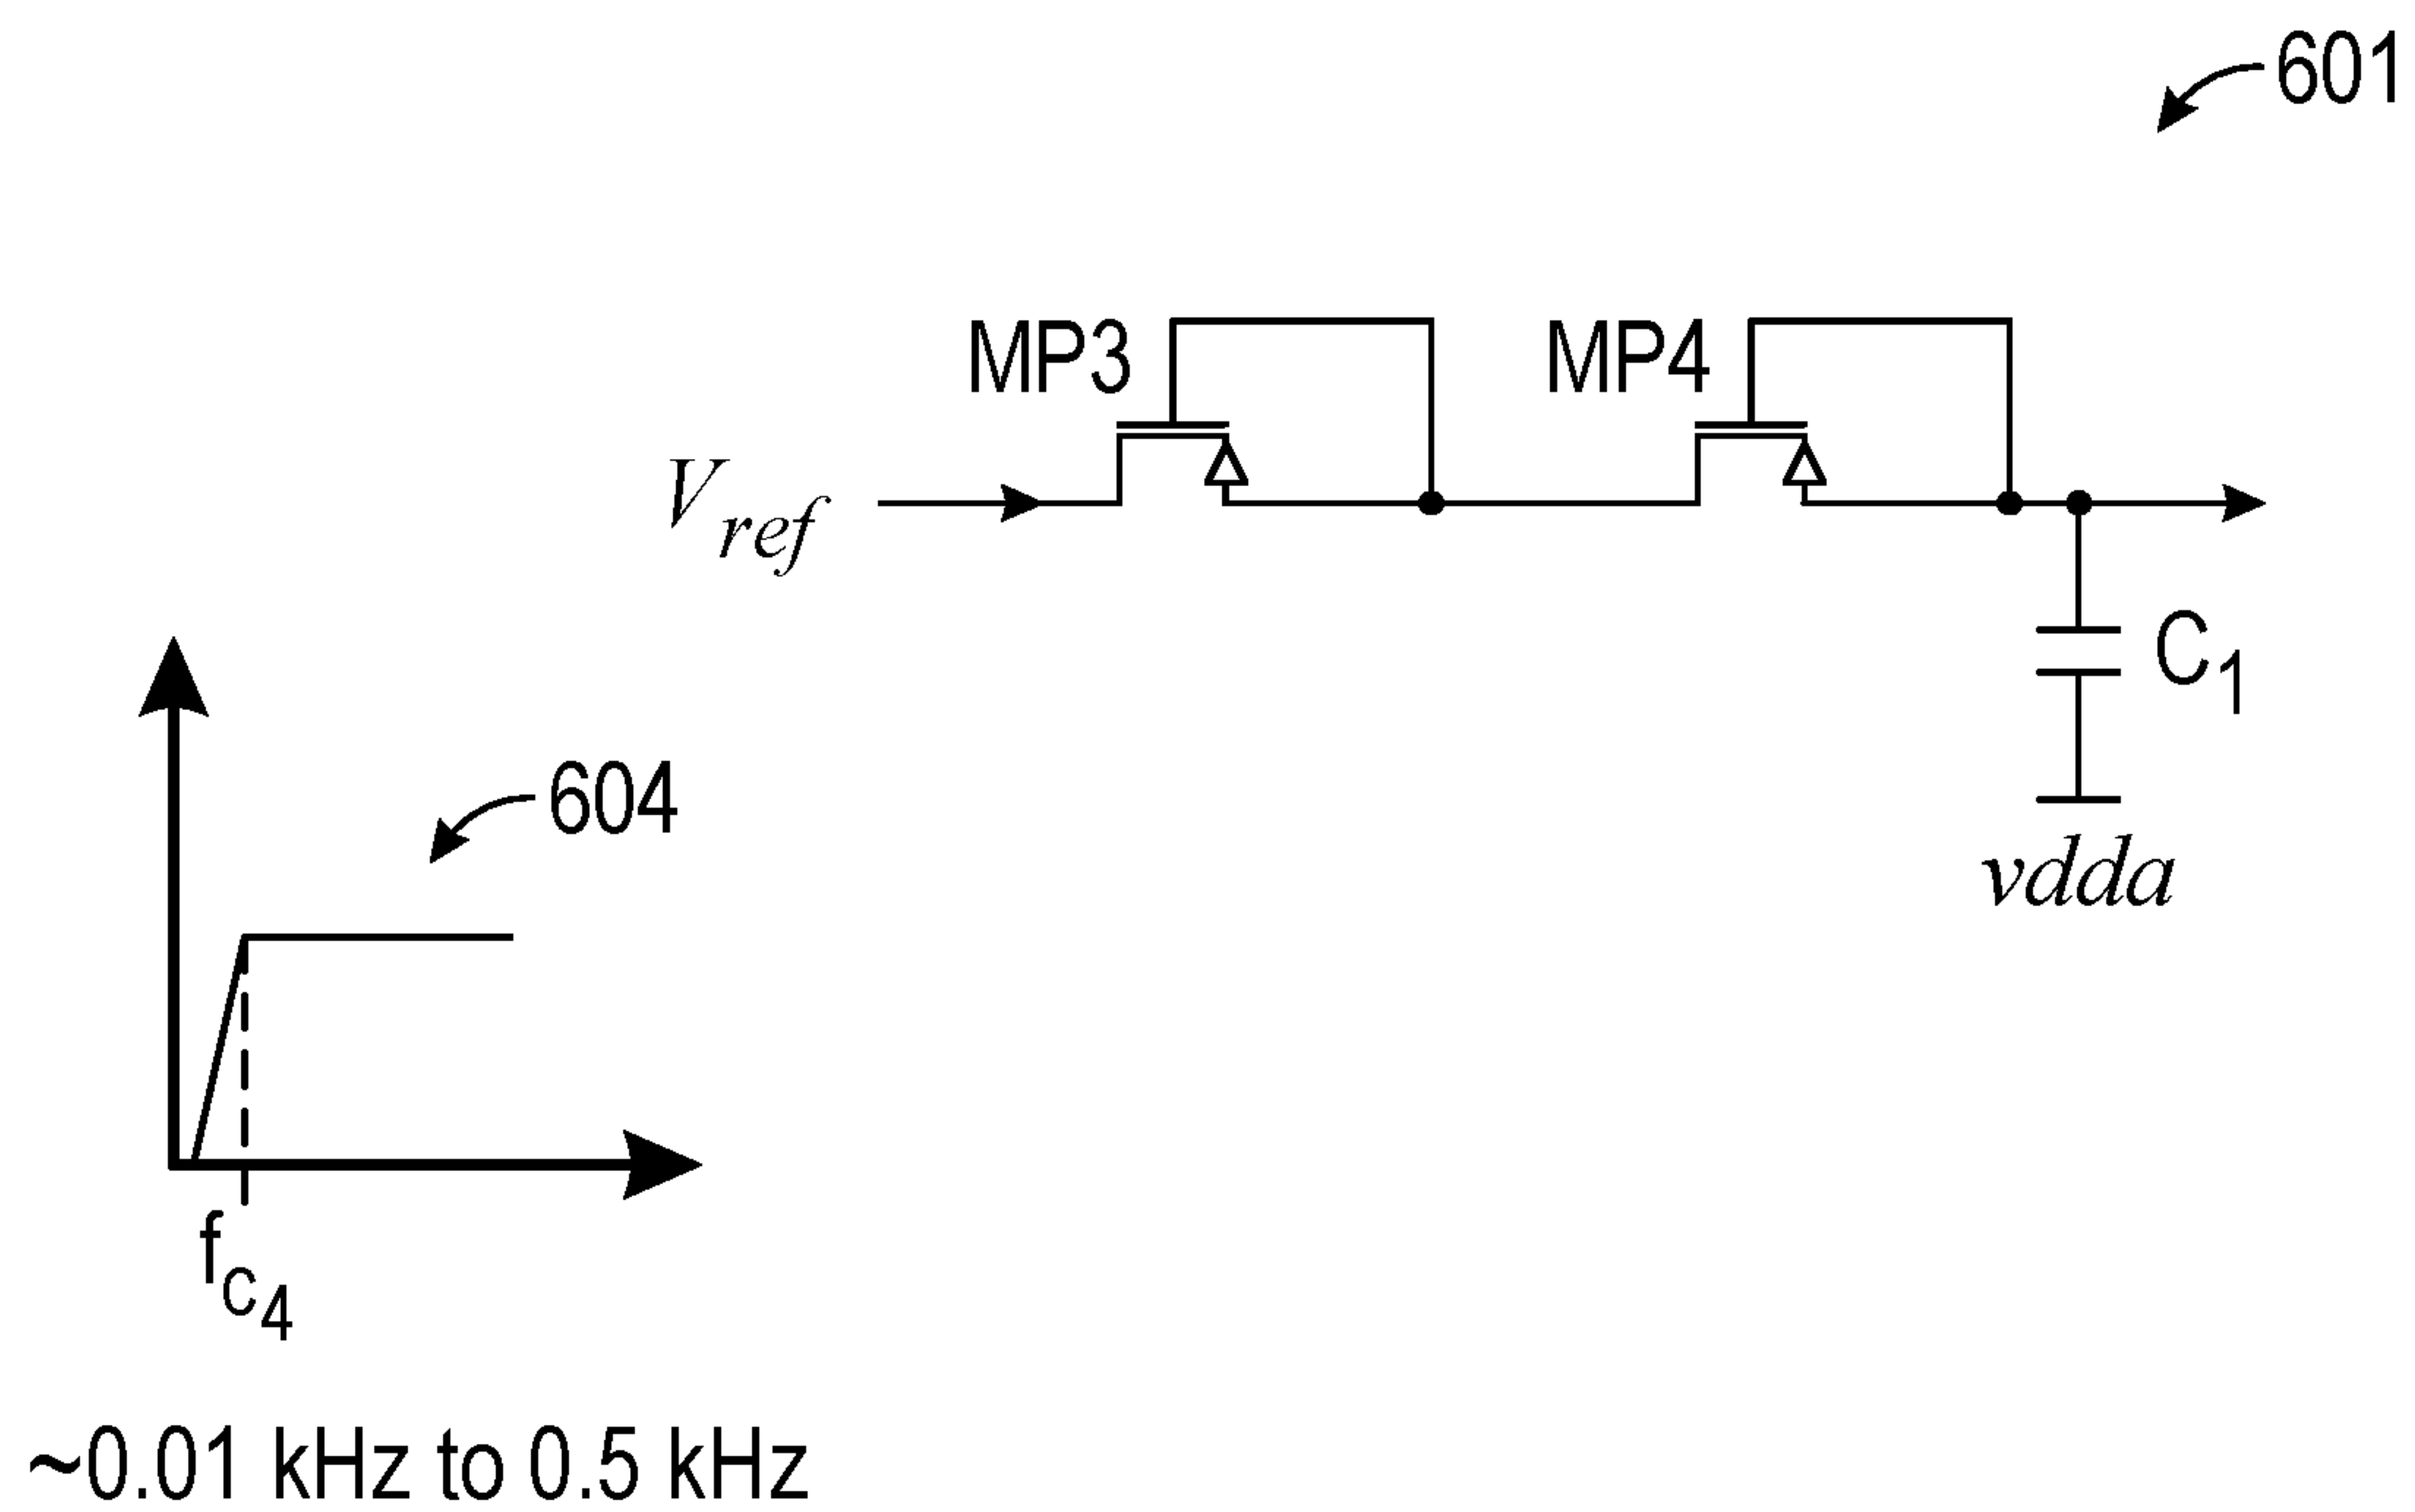 601
MP3
MP4
Vref
C1
vdda
604
fC4
~0.01 kHz to 0.5 kHz